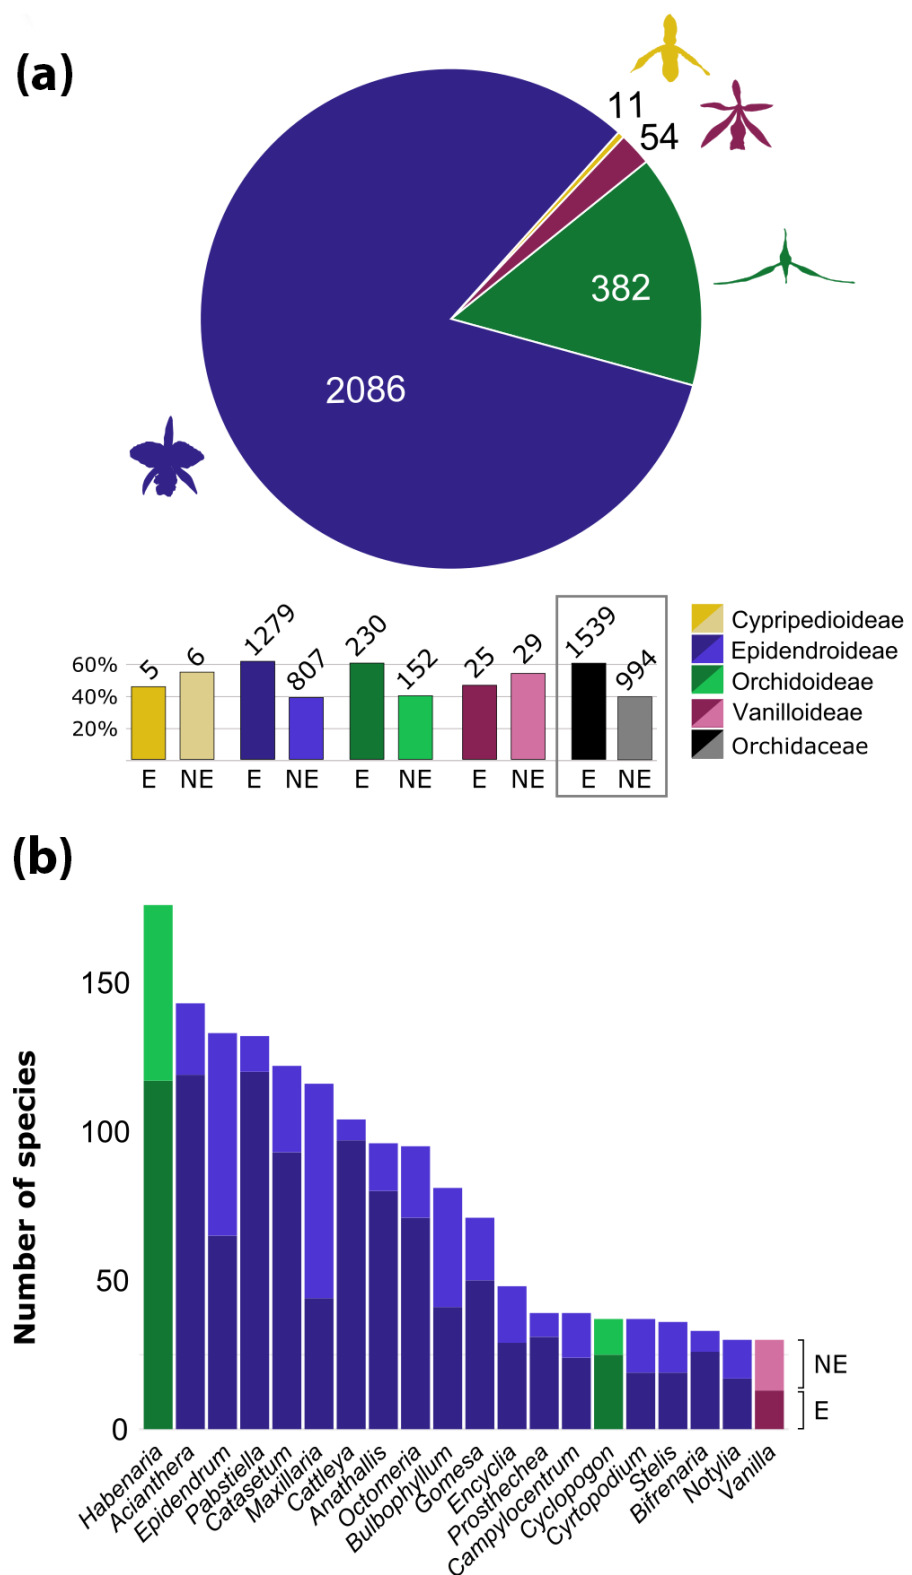 (a)
11
54
382
2086
60%
40%
20%
5
6
1279
807
230
152
25
29
1539
994
E NE E NE E NE E NE E NE
Cypripedioideae
Epidendroideae
Orchidoideae
Vanilloideae
Orchidaceae
(b)
Number of species
150
100
50
0
NE
E
Habenaria
Acianthera
Epidendrum
Pabstiella
Catasetum
Maxillaria
Cattleya
Anathallis
Octomeria
Bulbophyllum
Gomesa
Encyclia
Prosthechea
Campylocentrum
Cyclopogon
Cyrtopodium
Stelis
Bifrenaria
Notylia
Vanilla